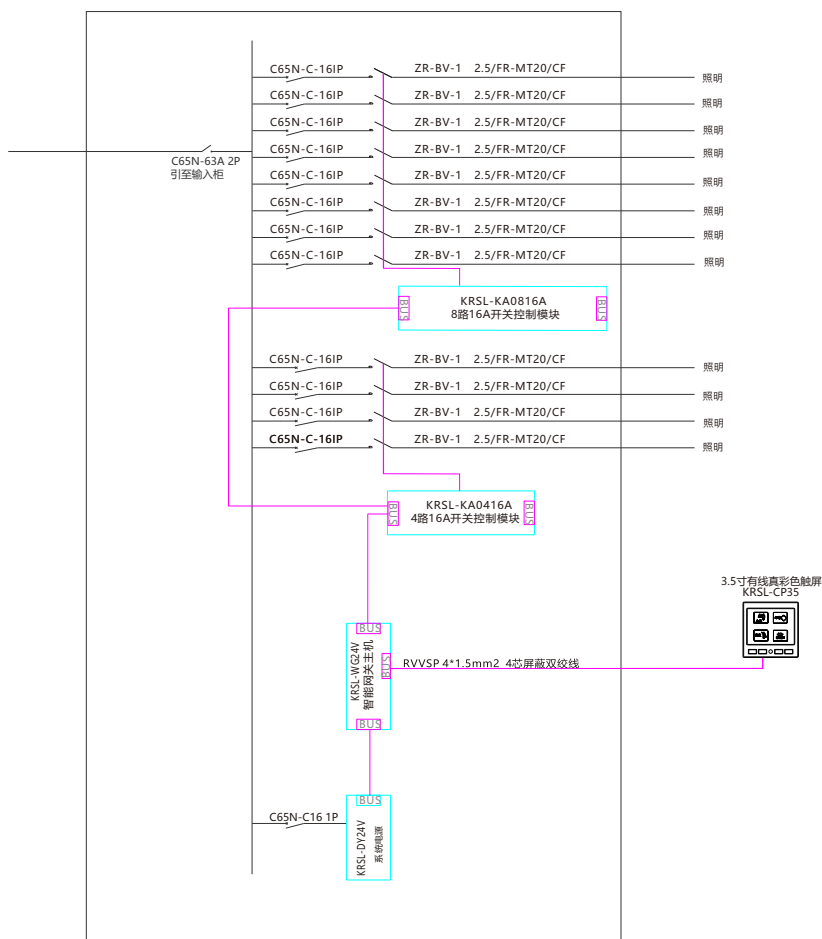 C65N-C-16IP ZR-BV-1 2.5/FR-MT20/CF 照明
C65N-C-16IP ZR-BV-1 2.5/FR-MT20/CF 照明
C65N-C-16IP ZR-BV-1 2.5/FR-MT20/CF 照明
C65N-C-16IP ZR-BV-1 2.5/FR-MT20/CF 照明
C65N-63A 2P
引至输入柜
C65N-C-16IP ZR-BV-1 2.5/FR-MT20/CF 照明
C65N-C-16IP ZR-BV-1 2.5/FR-MT20/CF 照明
C65N-C-16IP ZR-BV-1 2.5/FR-MT20/CF 照明
C65N-C-16IP ZR-BV-1 2.5/FR-MT20/CF 照明
BUS
KRSL-KA0816A
8路16A开关控制模块
BUS
C65N-C-16IP ZR-BV-1 2.5/FR-MT20/CF 照明
C65N-C-16IP ZR-BV-1 2.5/FR-MT20/CF 照明
C65N-C-16IP ZR-BV-1 2.5/FR-MT20/CF 照明
C65N-C-16IP ZR-BV-1 2.5/FR-MT20/CF 照明
BUS
KRSL-KA0416A
4路16A开关控制模块
BUS
3.5寸有线真彩色触屏
KRSL-CP35
BUS
KRSL-WG24V
智能网关主机
BUS
RVVSP 4*1.5mm2 4芯屏蔽双绞线
BUS
BUS
C65N-C16 1P
KRSL-DY24V
系统电源